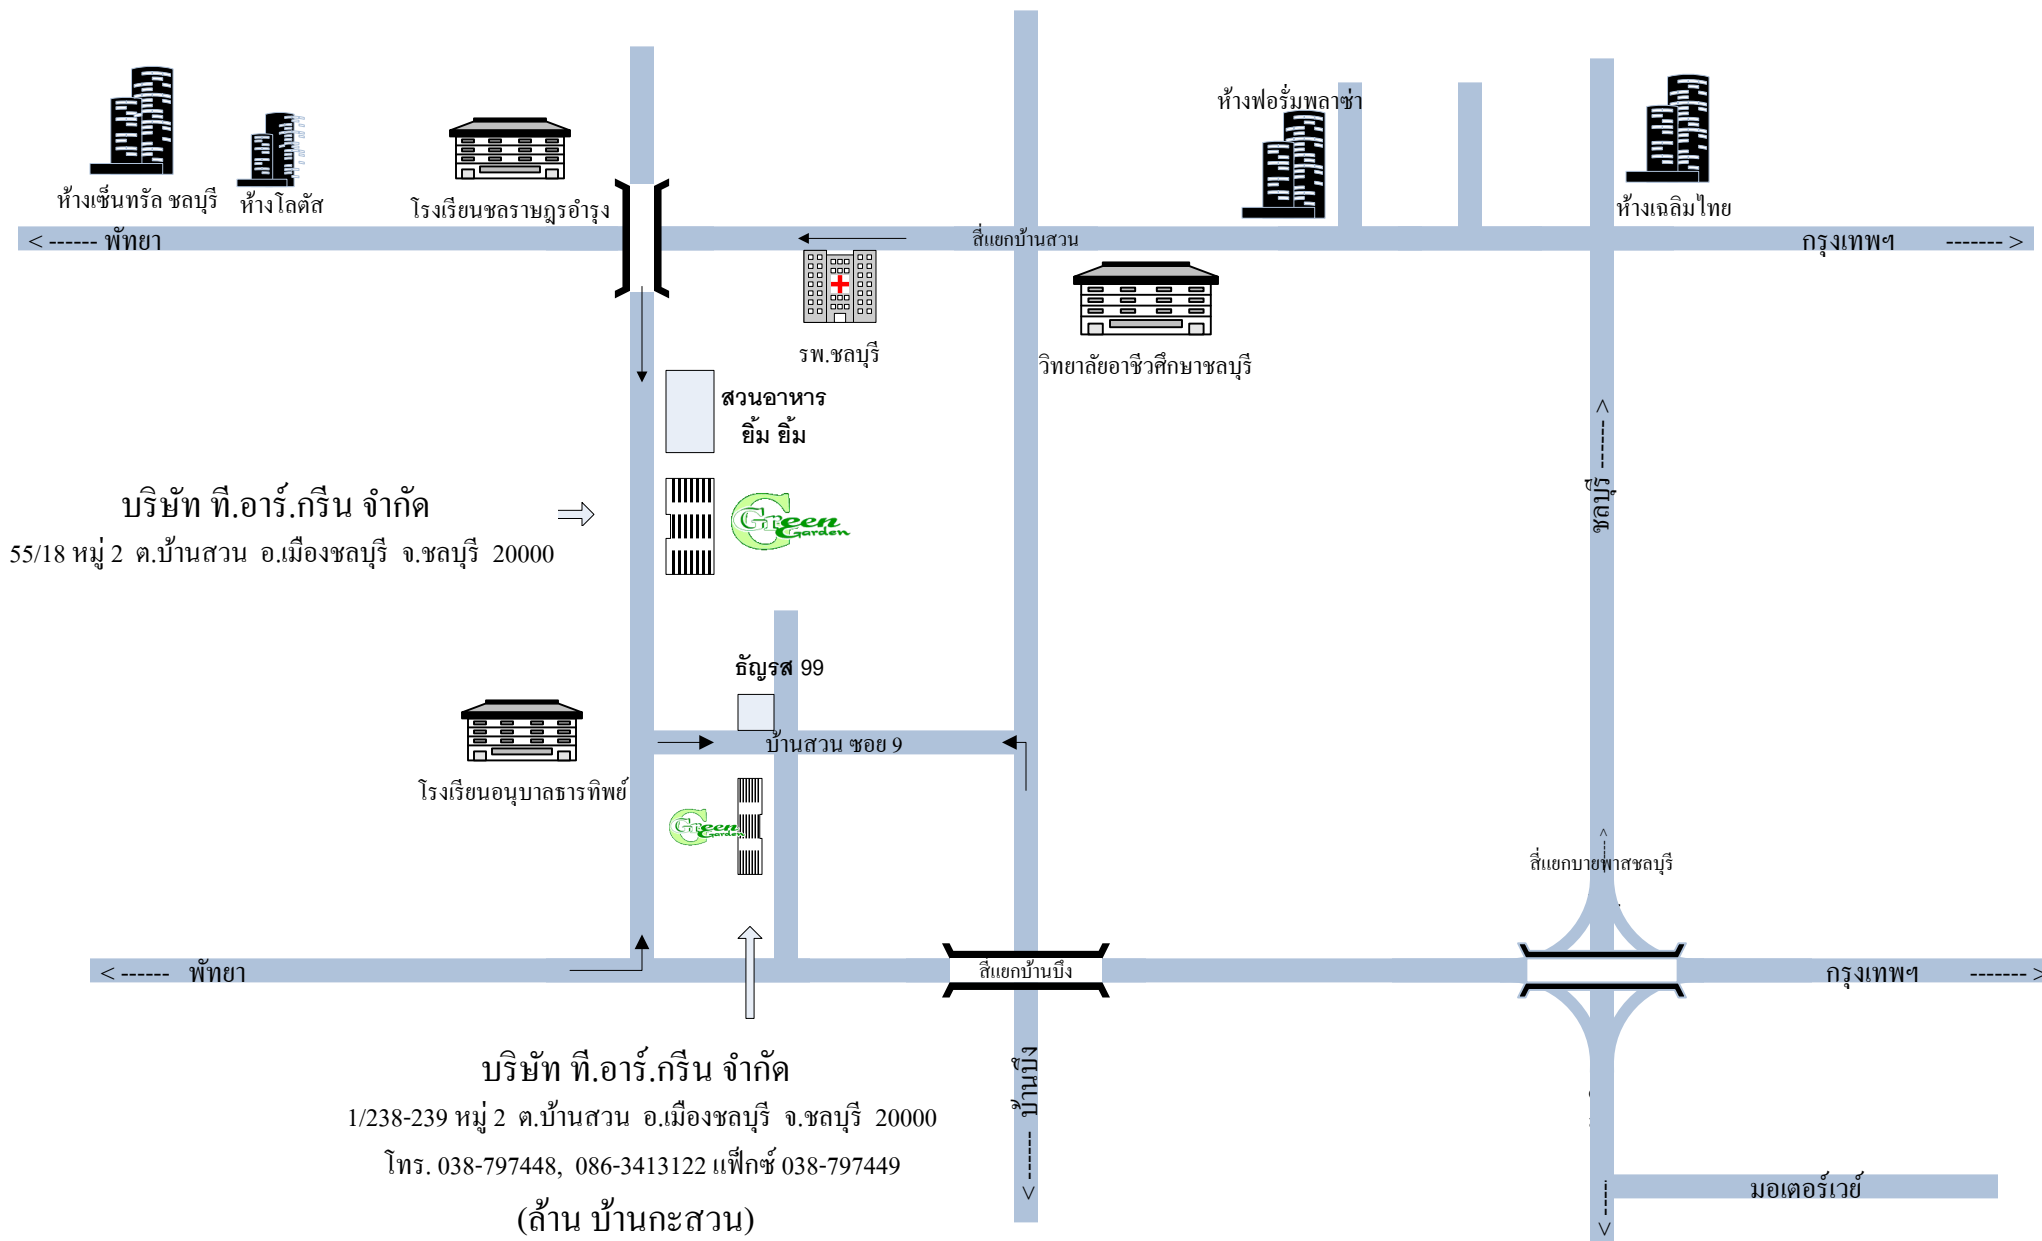 ห้างฟอรั่มพลาซ่า
ห้างเซ็นทรัล ชลบุรี
ห้างโลตัส
โรงเรียนชลราษฎรอำรุง
ห้างเฉลิมไทย
< ------ พัทยา
สี่แยกบ้านสวน
กรุงเทพฯ ------- >
รพ.ชลบุรี
วิทยาลัยอาชีวศึกษาชลบุรี
สวนอาหาร
ยิ้ม ยิ้ม
ชลบุรี ------ >
บริษัท ที.อาร์.กรีน จำกัด
55/18 หมู่ 2 ต.บ้านสวน อ.เมืองชลบุรี จ.ชลบุรี 20000
Green
Garden
ธัญรส 99
บ้านสวน ซอย 9
โรงเรียนอนุบาลธารทิพย์
Green
Garden
สี่แยกบายพาสชลบุรี
< ------ พัทยา
สี่แยกบ้านบึง
กรุงเทพฯ ------- >
บริษัท ที.อาร์.กรีน จำกัด
1/238-239 หมู่ 2 ต.บ้านสวน อ.เมืองชลบุรี จ.ชลบุรี 20000
โทร. 038-797448, 086-3413122 แฟ็กซ์ 038-797449
(ล้าน บ้านกะสวน)
< ------ บ้านบึง
มอเตอร์เวย์